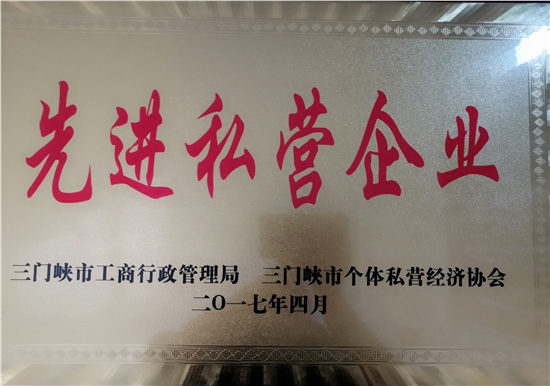 先进私营企业
三门峡市工商行政管理局 三门峡市个体私营经济协会
二〇一七年四月